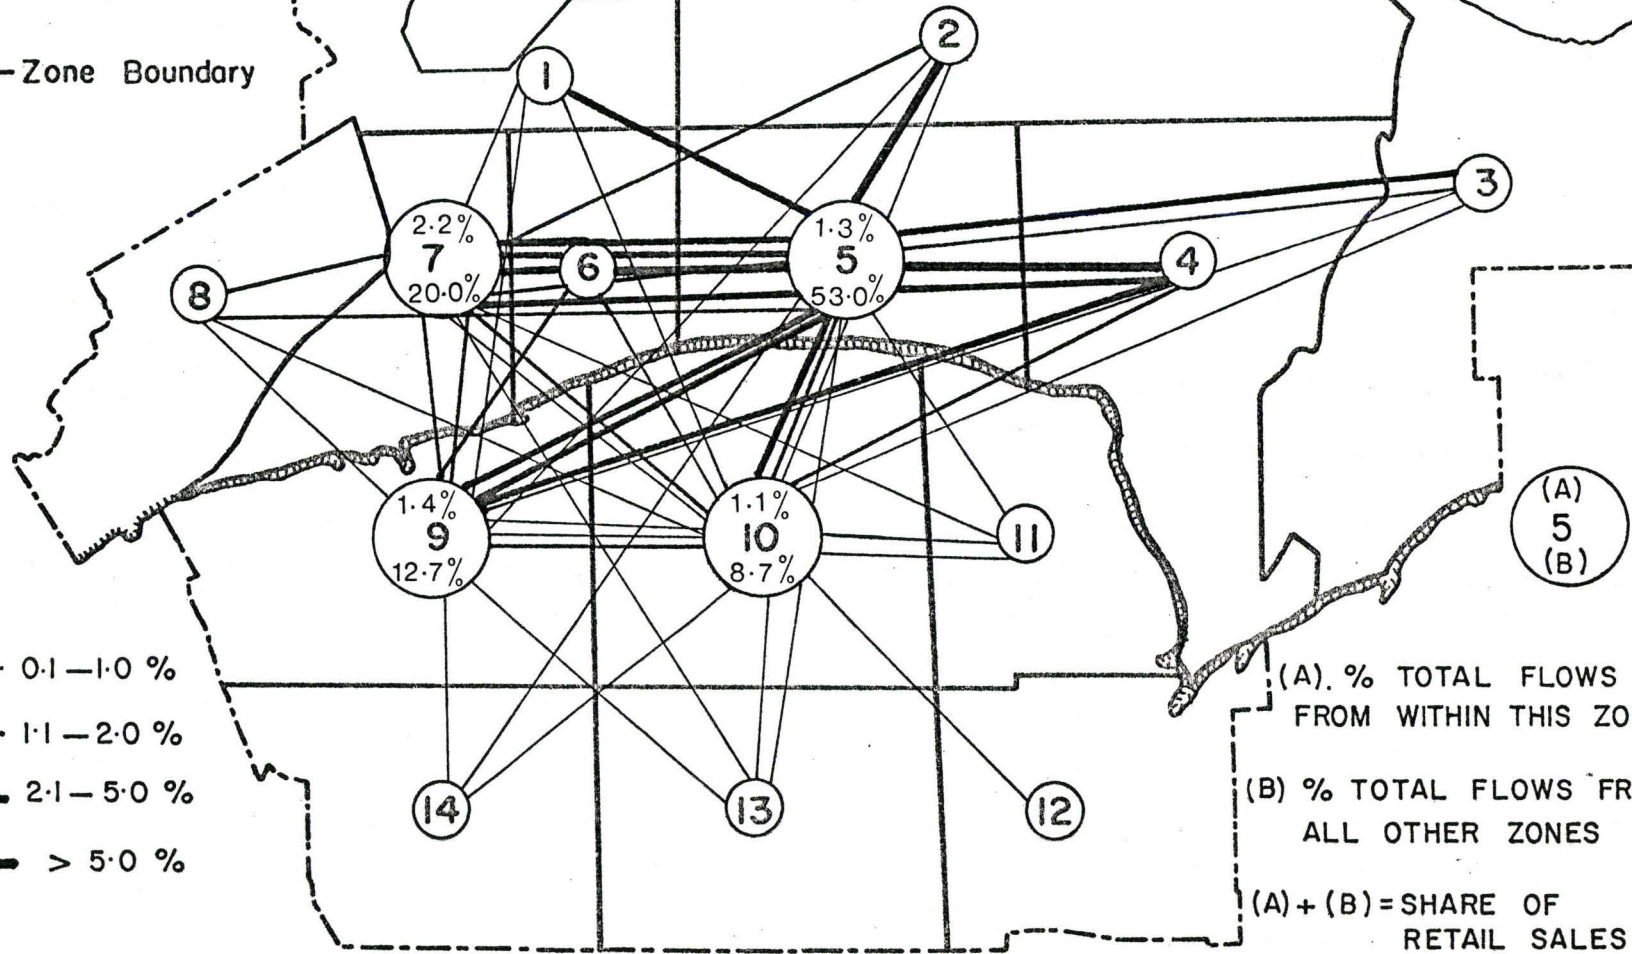 Zone Boundary
1
2
3
4
2.2%
7
20.0%
6
1.3%
5
53.0%
8
1.4%
9
12.7%
1.1%
10
8.7%
11
(A)
5
(B)
14
13
12
0.1—1.0 %
1.1—2.0 %
2.1—5.0 %
> 5.0 %
(A). % TOTAL FLOWS
FROM WITHIN THIS ZO
(B) % TOTAL FLOWS FR
ALL OTHER ZONES
(A)+(B)=SHARE OF
RETAIL SALES